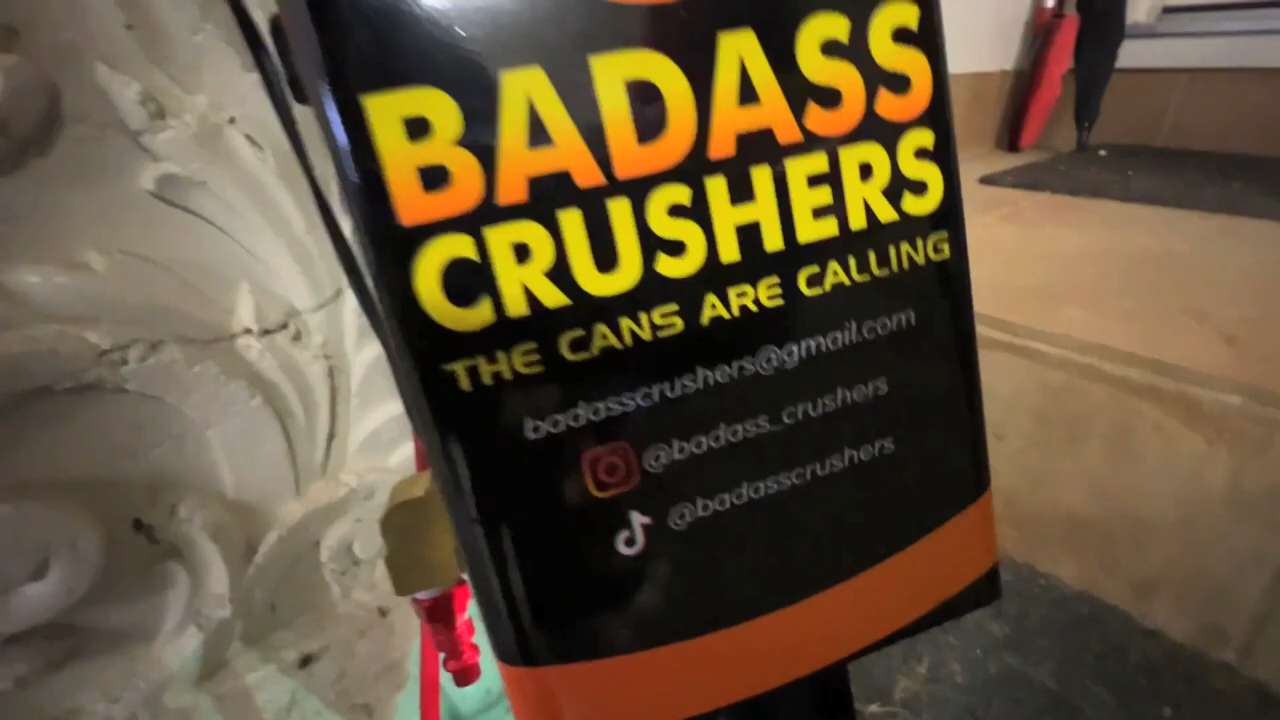 BADASS
CRUSHERS
THE CANS ARE CALLING
badasscrushers@gmail.com
@badass_crushers
@badasscrushers